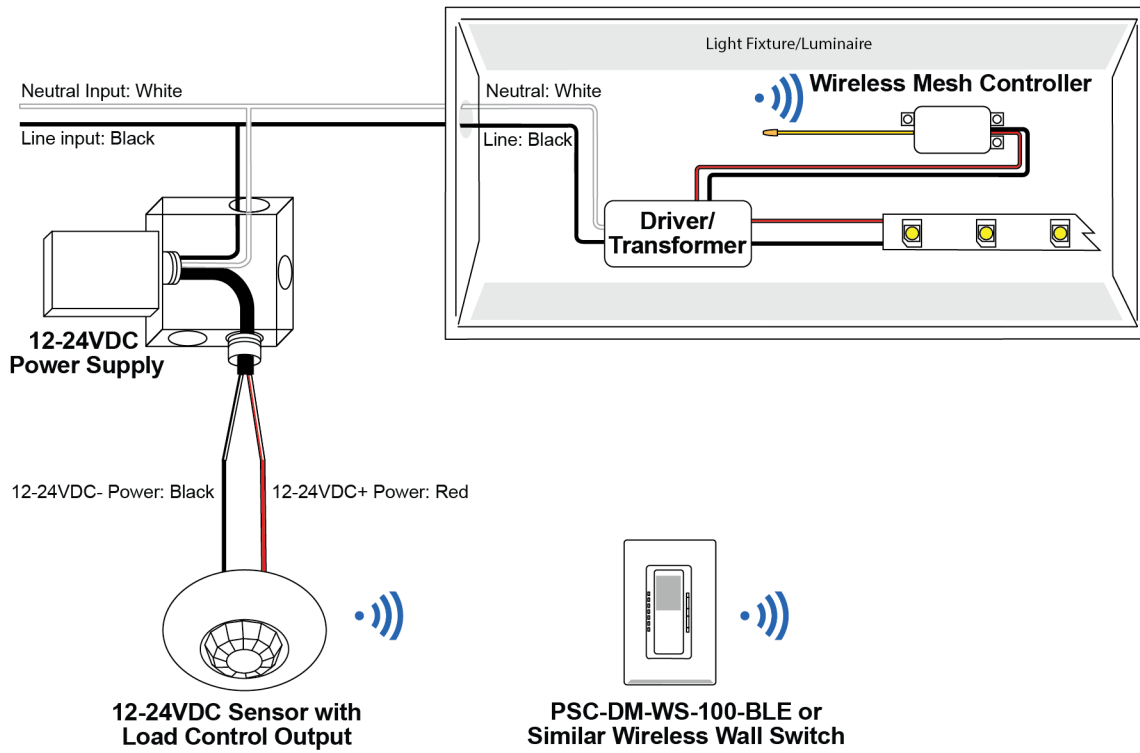 Light Fixture/Luminaire
Wireless Mesh Controller
Neutral Input: White
Neutral: White
Line input: Black
Line: Black
Driver/
Transformer
12-24VDC
Power Supply
12-24VDC- Power: Black
12-24VDC+ Power: Red
12-24VDC Sensor with
Load Control Output
PSC-DM-WS-100-BLE or
Similar Wireless Wall Switch